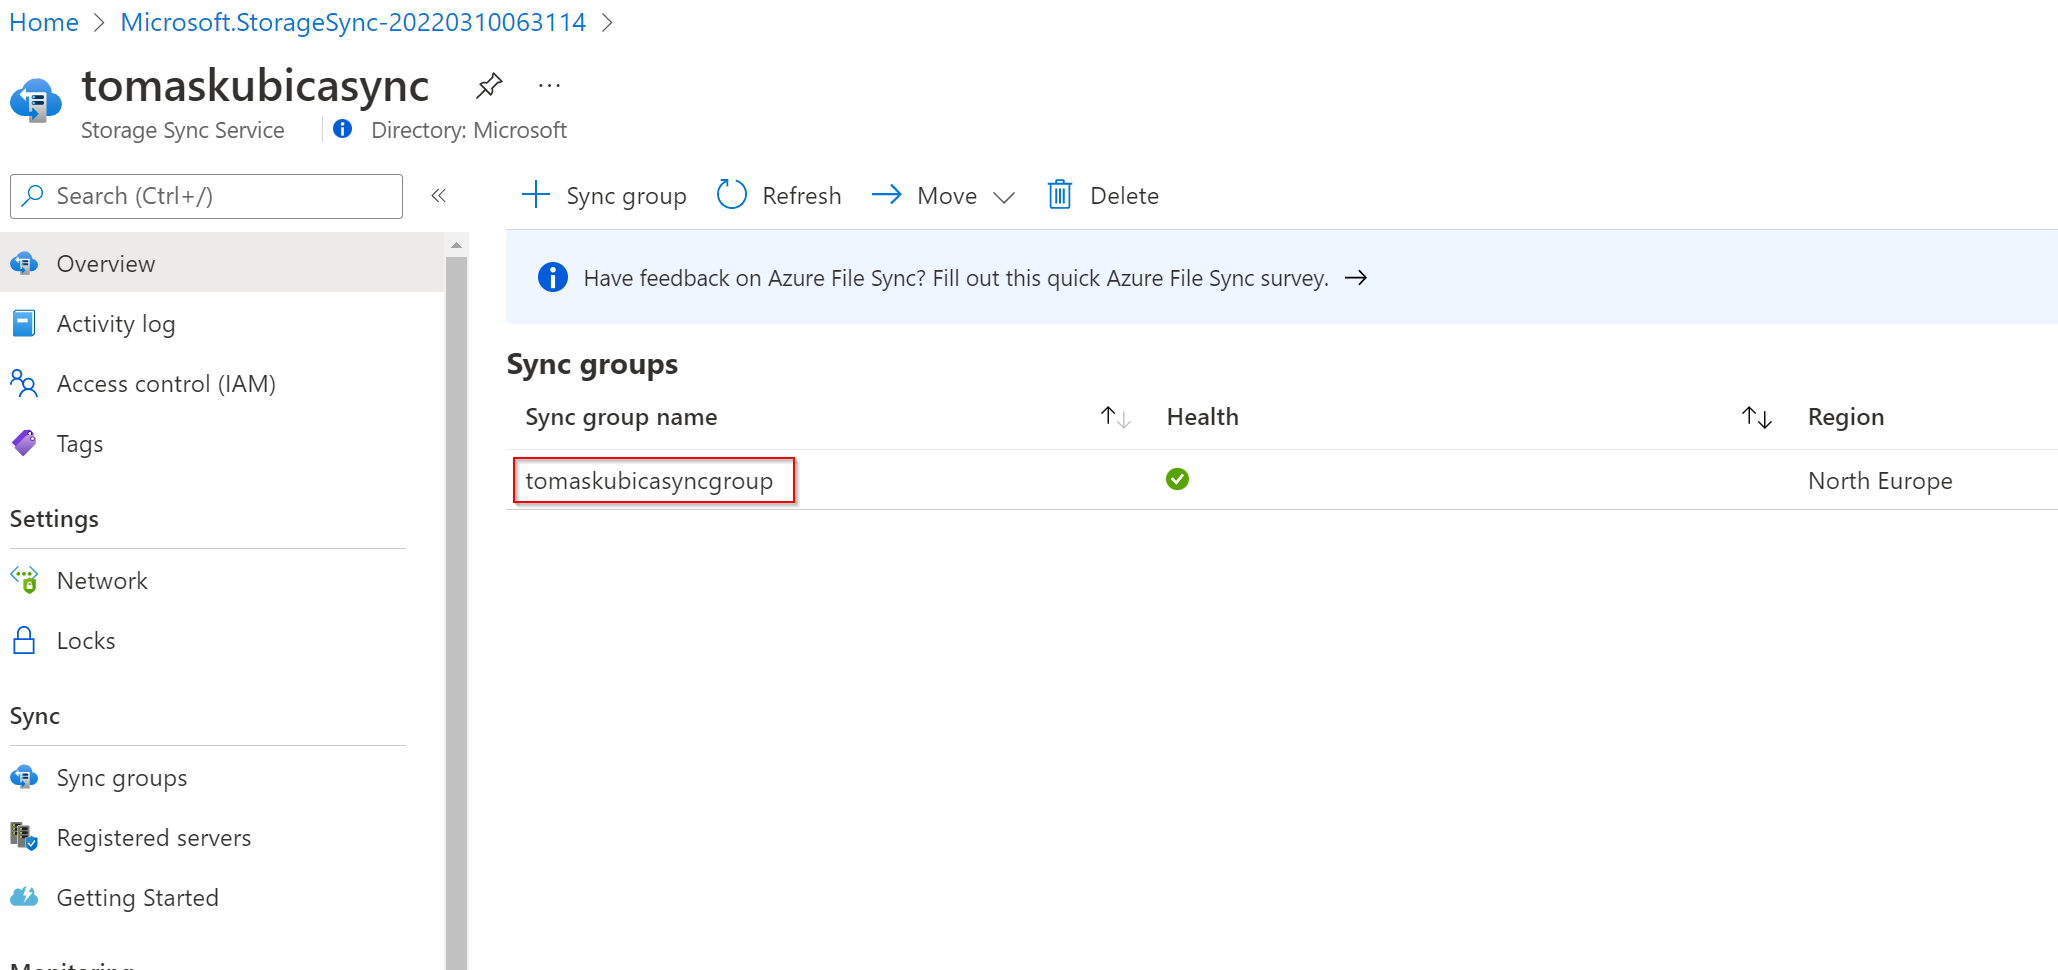 Home > Microsoft.StorageSync-20220310063114 >
tomaskubicasync ...
Storage Sync Service
Directory: Microsoft
Search (Ctrl+/)
«
Sync group
Refresh
Move
Delete
Overview
Activity log
Access control (IAM)
Tags
Settings
Network
Locks
Sync
Sync groups
Registered servers
Getting Started
Monitoring
Have feedback on Azure File Sync? Fill out this quick Azure File Sync survey. →
Sync groups
Sync group name ↑↓ Health ↑↓ Region
tomaskubicasyncgroup North Europe